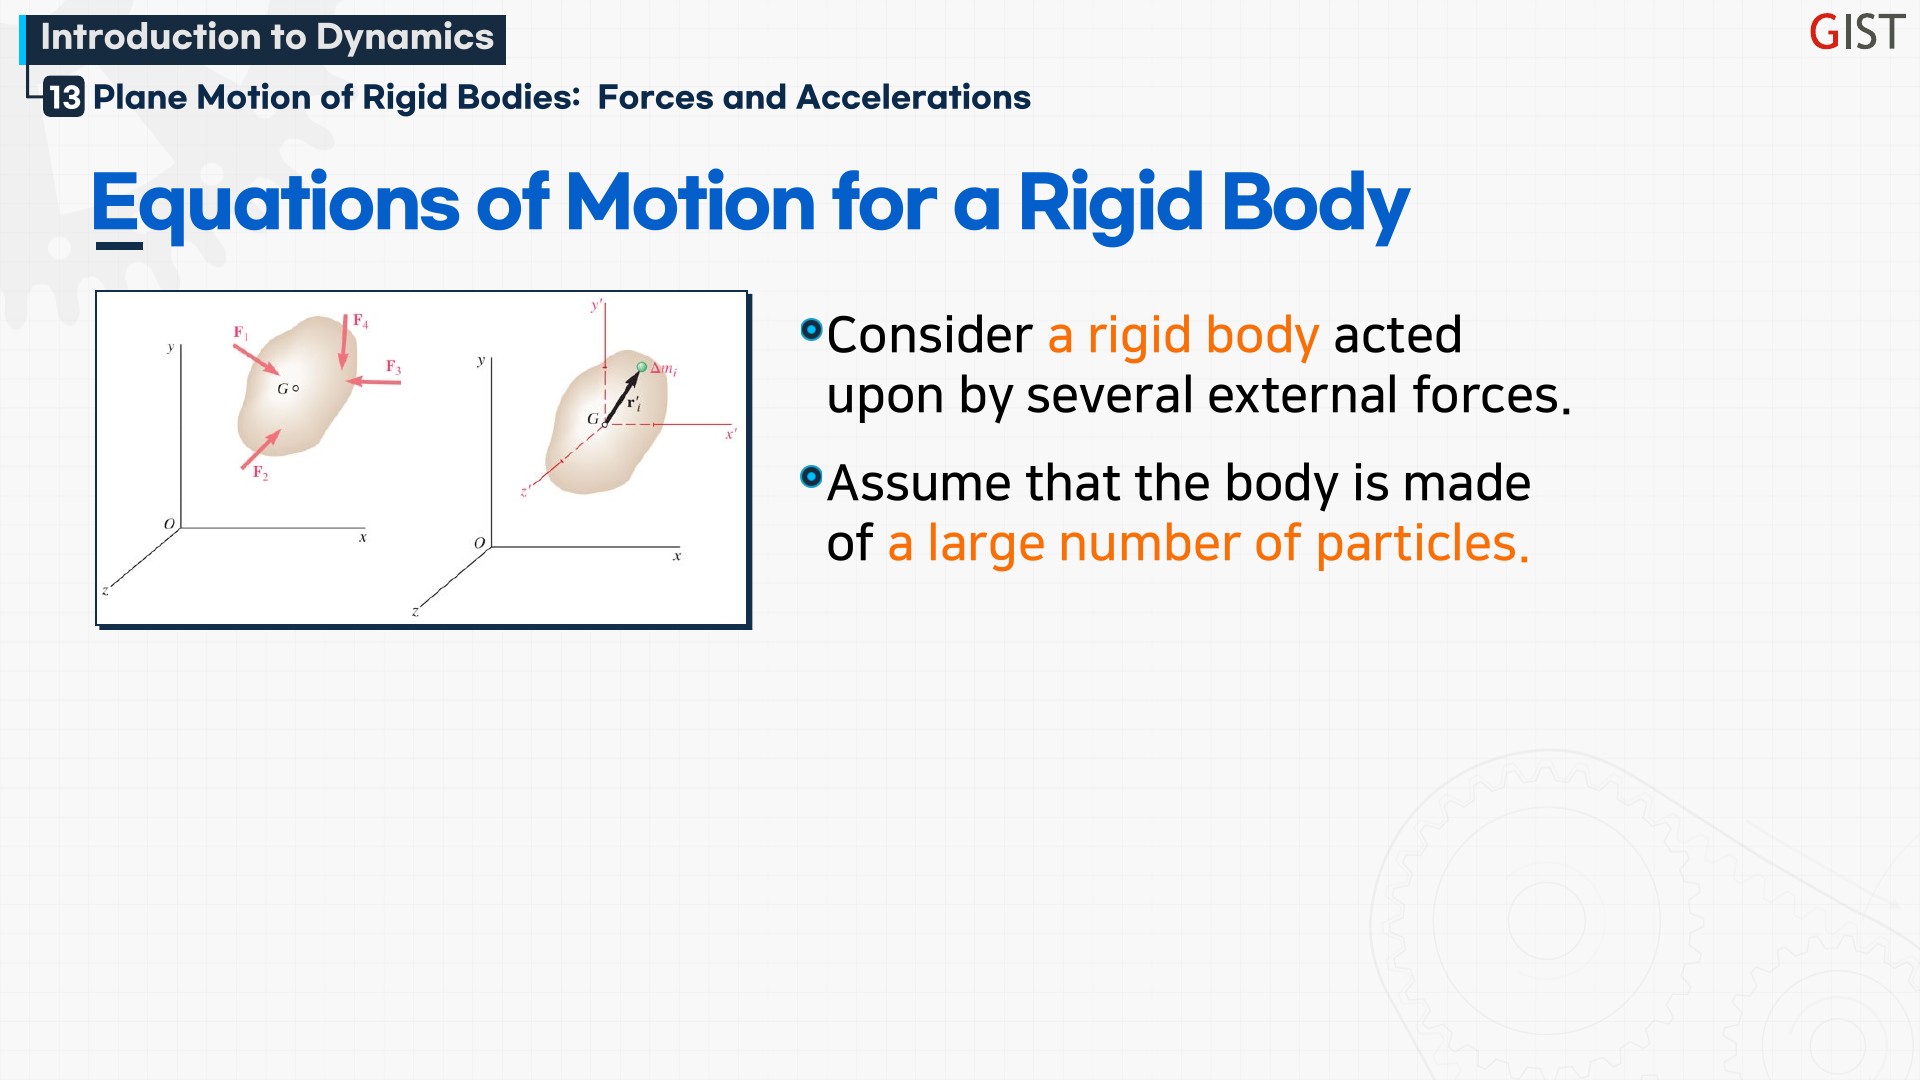 Introduction to Dynamics
GIST
13 Plane Motion of Rigid Bodies: Forces and Accelerations
Equations of Motion for a Rigid Body
y
F1
F4
F3
G
F2
O
x
z
y'
y
Δmi
r'i
G
x'
z'
O
x
z
Consider a rigid body acted
upon by several external forces.
Assume that the body is made
of a large number of particles.